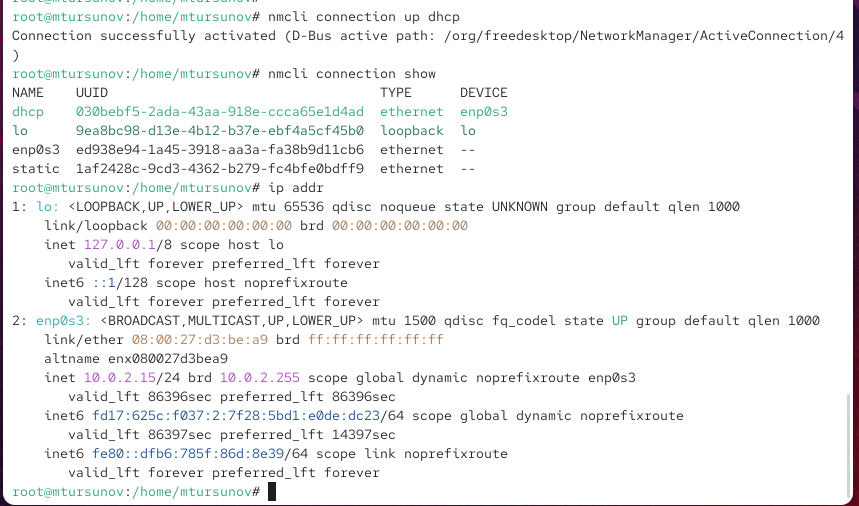 root@mtursunov:/home/mtursunov# nmcli connection up dhcp
Connection successfully activated (D-Bus active path: /org/freedesktop/NetworkManager/ActiveConnection/4
)
root@mtursunov:/home/mtursunov# nmcli connection show
NAME    UUID                                  TYPE      DEVICE
dhcp    030bebf5-2ada-43aa-918e-ccca65e1d4ad  ethernet  enp0s3
lo      9ea8bc98-d13e-4b12-b37e-ebf4a5cf45b0  loopback  lo
enp0s3  ed938e94-1a45-3918-aa3a-fa38b9d11cb6  ethernet  --
static  1af2428c-9cd3-4362-b279-fc4bfe0bdff9  ethernet  --
root@mtursunov:/home/mtursunov# ip addr
1: lo: <LOOPBACK,UP,LOWER_UP> mtu 65536 qdisc noqueue state UNKNOWN group default qlen 1000
    link/loopback 00:00:00:00:00:00 brd 00:00:00:00:00:00
    inet 127.0.0.1/8 scope host lo
       valid_lft forever preferred_lft forever
    inet6 ::1/128 scope host noprefixroute
       valid_lft forever preferred_lft forever
2: enp0s3: <BROADCAST,MULTICAST,UP,LOWER_UP> mtu 1500 qdisc fq_codel state UP group default qlen 1000
    link/ether 08:00:27:d3:be:a9 brd ff:ff:ff:ff:ff:ff
    altname enx080027d3bea9
    inet 10.0.2.15/24 brd 10.0.2.255 scope global dynamic noprefixroute enp0s3
       valid_lft 86396sec preferred_lft 86396sec
    inet6 fd17:625c:f037:2:7f28:5bd1:e0de:dc23/64 scope global dynamic noprefixroute
       valid_lft 86397sec preferred_lft 14397sec
    inet6 fe80::dfb6:785f:86d:8e39/64 scope link noprefixroute
       valid_lft forever preferred_lft forever
root@mtursunov:/home/mtursunov#